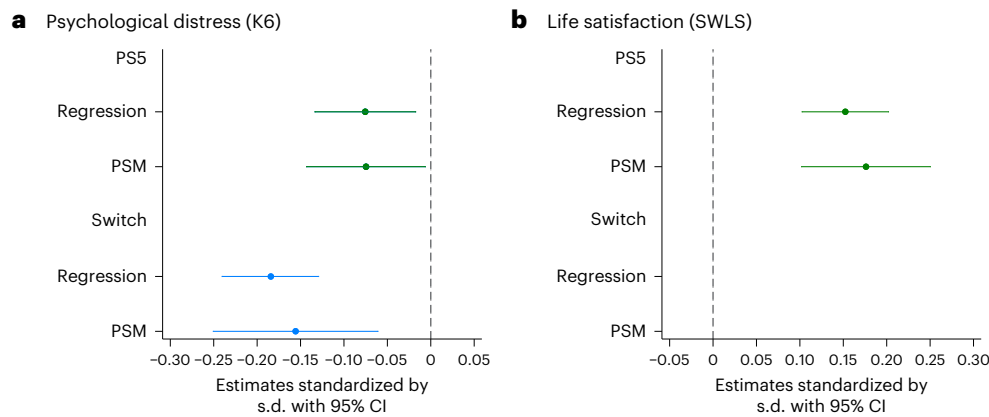 a Psychological distress (K6)
PS5
Regression
PSM
Switch
Regression
PSM
−0.30 −0.25 −0.20 −0.15 −0.10 −0.05 0 0.05
Estimates standardized by
s.d. with 95% CI
b Life satisfaction (SWLS)
PS5
Regression
PSM
Switch
Regression
PSM
−0.05 0 0.05 0.10 0.15 0.20 0.25 0.30
Estimates standardized by
s.d. with 95% CI